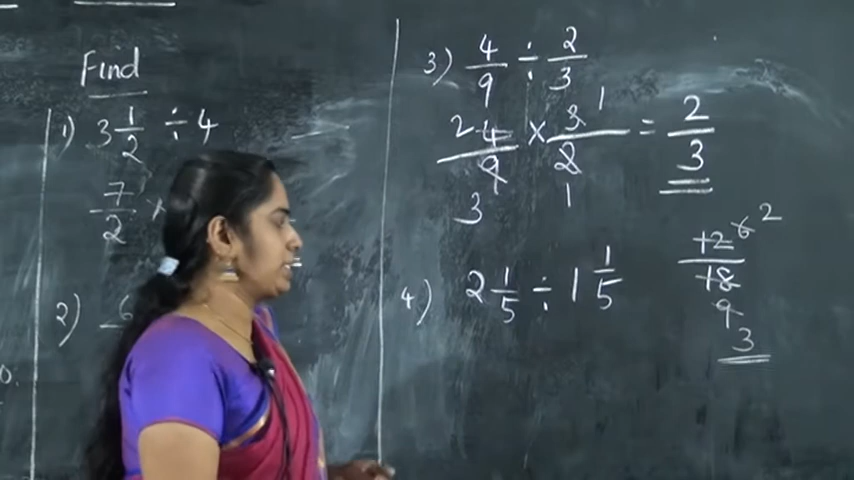 Find
1) 3 1/2 ÷ 4
7/2 ×
2) 6
3) 4/9 ÷ 2/3
2 4/9 × 3/2 1 = 2/3
3 1
4) 2 1/5 ÷ 1 1/5
12 6 2
18
9
3